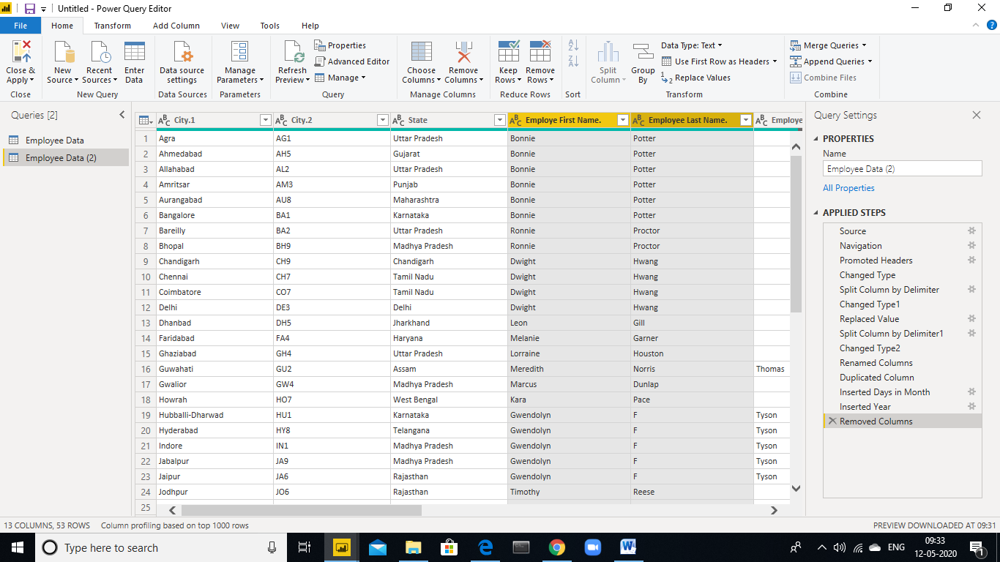 Untitled - Power Query Editor
File Home Transform Add Column View Tools Help
Close & Apply
New Source
Recent Sources
Enter Data
Data source settings
Manage Parameters
Refresh Preview
Properties
Advanced Editor
Manage
Choose Columns
Remove Columns
Keep Rows
Remove Rows
Split Column
Group By
Data Type: Text
Use First Row as Headers
Replace Values
Merge Queries
Append Queries
Combine Files
Close New Query Data Sources Parameters Query Manage Columns Reduce Rows Sort Transform Combine
Queries [2]
Employee Data
Employee Data (2)
City.1 City.2 State Employe First Name. Employee Last Name. Employe
1 Agra AG1 Uttar Pradesh Bonnie Potter
2 Ahmedabad AH5 Gujarat Bonnie Potter
3 Allahabad AL2 Uttar Pradesh Bonnie Potter
4 Amritsar AM3 Punjab Bonnie Potter
5 Aurangabad AU8 Maharashtra Bonnie Potter
6 Bangalore BA1 Karnataka Bonnie Potter
7 Bareilly BA2 Uttar Pradesh Ronnie Proctor
8 Bhopal BH9 Madhya Pradesh Ronnie Proctor
9 Chandigarh CH9 Chandigarh Dwight Hwang
10 Chennai CH7 Tamil Nadu Dwight Hwang
11 Coimbatore CO7 Tamil Nadu Dwight Hwang
12 Delhi DE3 Delhi Dwight Hwang
13 Dhanbad DH5 Jharkhand Leon Gill
14 Faridabad FA4 Haryana Melanie Garner
15 Ghaziabad GH4 Uttar Pradesh Lorraine Houston
16 Guwahati GU2 Assam Meredith Norris Thomas
17 Gwalior GW4 Madhya Pradesh Marcus Dunlap
18 Howrah HO7 West Bengal Kara Pace
19 Hubballi-Dharwad HU1 Karnataka Gwendolyn F Tyson
20 Hyderabad HY8 Telangana Gwendolyn F Tyson
21 Indore IN1 Madhya Pradesh Gwendolyn F Tyson
22 Jabalpur JA9 Madhya Pradesh Gwendolyn F Tyson
23 Jaipur JA6 Rajasthan Gwendolyn F Tyson
24 Jodhpur JO6 Rajasthan Timothy Reese
25
Query Settings
PROPERTIES
Name
Employee Data (2)
All Properties
APPLIED STEPS
Source
Navigation
Promoted Headers
Changed Type
Split Column by Delimiter
Changed Type1
Replaced Value
Split Column by Delimiter1
Changed Type2
Renamed Columns
Duplicated Column
Inserted Days in Month
Inserted Year
Removed Columns
13 COLUMNS, 53 ROWS Column profiling based on top 1000 rows PREVIEW DOWNLOADED AT 09:31
Type here to search
ENG
09:33
12-05-2020
1